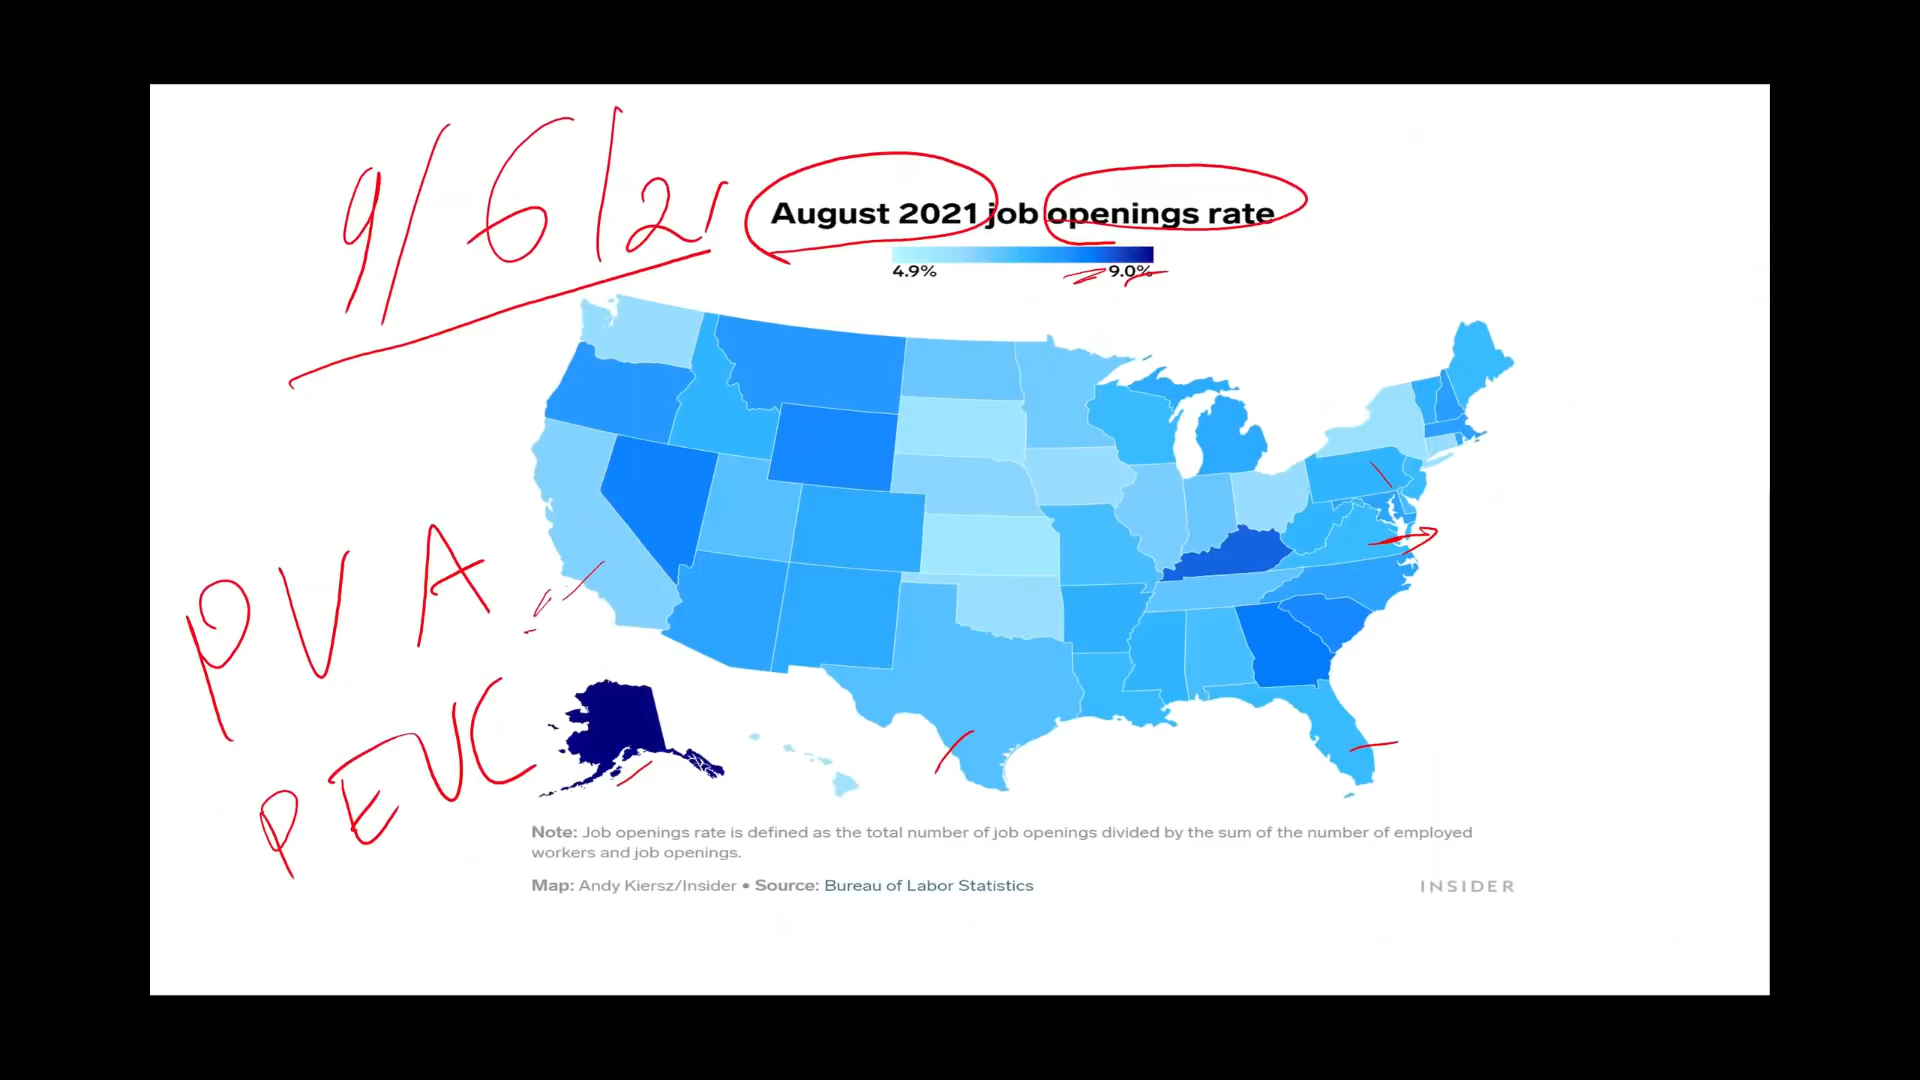 9/6/21
August 2021 job openings rate
4.9% 9.0%
PVA
PEUC
Note: Job openings rate is defined as the total number of job openings divided by the sum of the number of employed
workers and job openings.
Map: Andy Kiersz/Insider • Source: Bureau of Labor Statistics
INSIDER